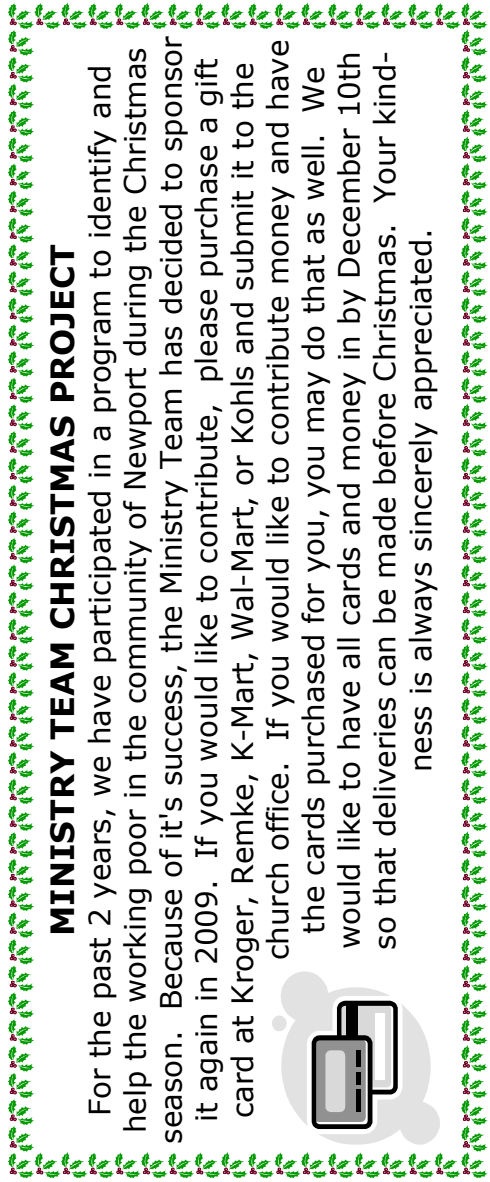 MINISTRY TEAM CHRISTMAS PROJECT
For the past 2 years, we have participated in a program to identify and
help the working poor in the community of Newport during the Christmas
season.  Because of it's success, the Ministry Team has decided to sponsor
it again in 2009.  If you would like to contribute,  please purchase a gift
card at Kroger, Remke, K-Mart, Wal-Mart, or Kohls and submit it to the
church office.  If you would like to contribute money and have
the cards purchased for you, you may do that as well.  We
would like to have all cards and money in by December 10th
so that deliveries can be made before Christmas.  Your kind-
ness is always sincerely appreciated.